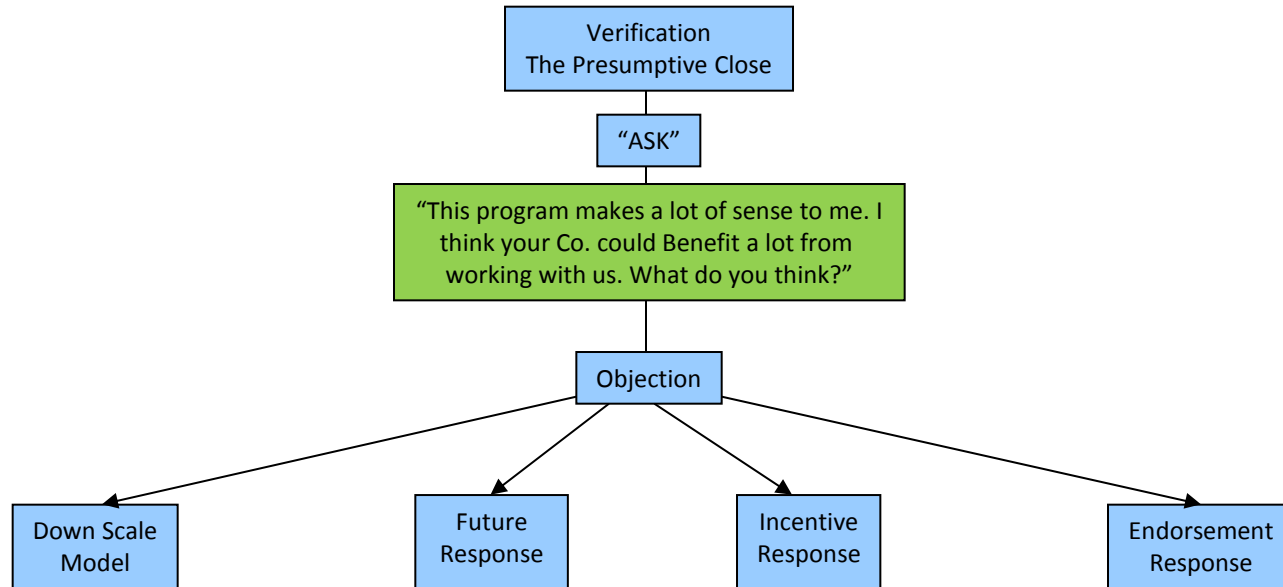 Verification
The Presumptive Close
“ASK”
“This program makes a lot of sense to me. I
think your Co. could Benefit a lot from
working with us. What do you think?”
Objection
Down Scale
Model
Future
Response
Incentive
Response
Endorsement
Response